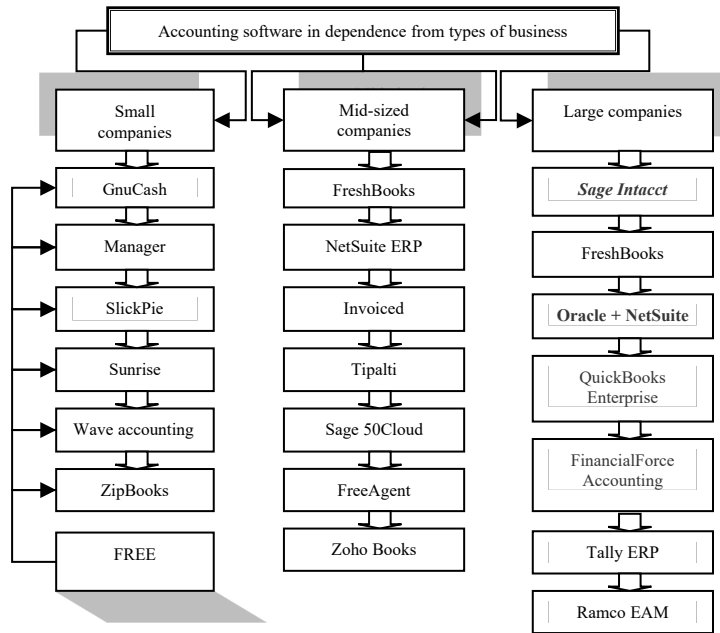 Accounting software in dependence from types of business
Small
companies
GnuCash
Manager
SlickPie
Sunrise
Wave accounting
ZipBooks
FREE
Mid-sized
companies
FreshBooks
NetSuite ERP
Invoiced
Tipalti
Sage 50Cloud
FreeAgent
Zoho Books
Large companies
Sage Intacct
FreshBooks
Oracle + NetSuite
QuickBooks
Enterprise
FinancialForce
Accounting
Tally ERP
Ramco EAM